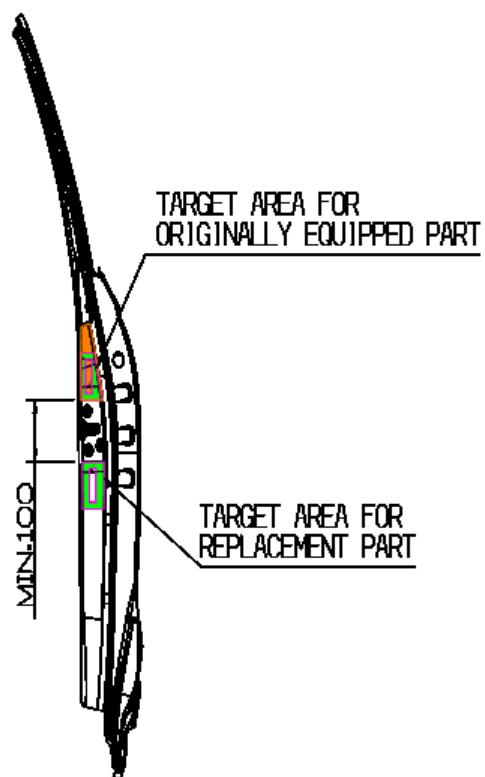 TARGET AREA FOR
ORIGINALLY EQUIPPED PART
MIN.100
TARGET AREA FOR
REPLACEMENT PART